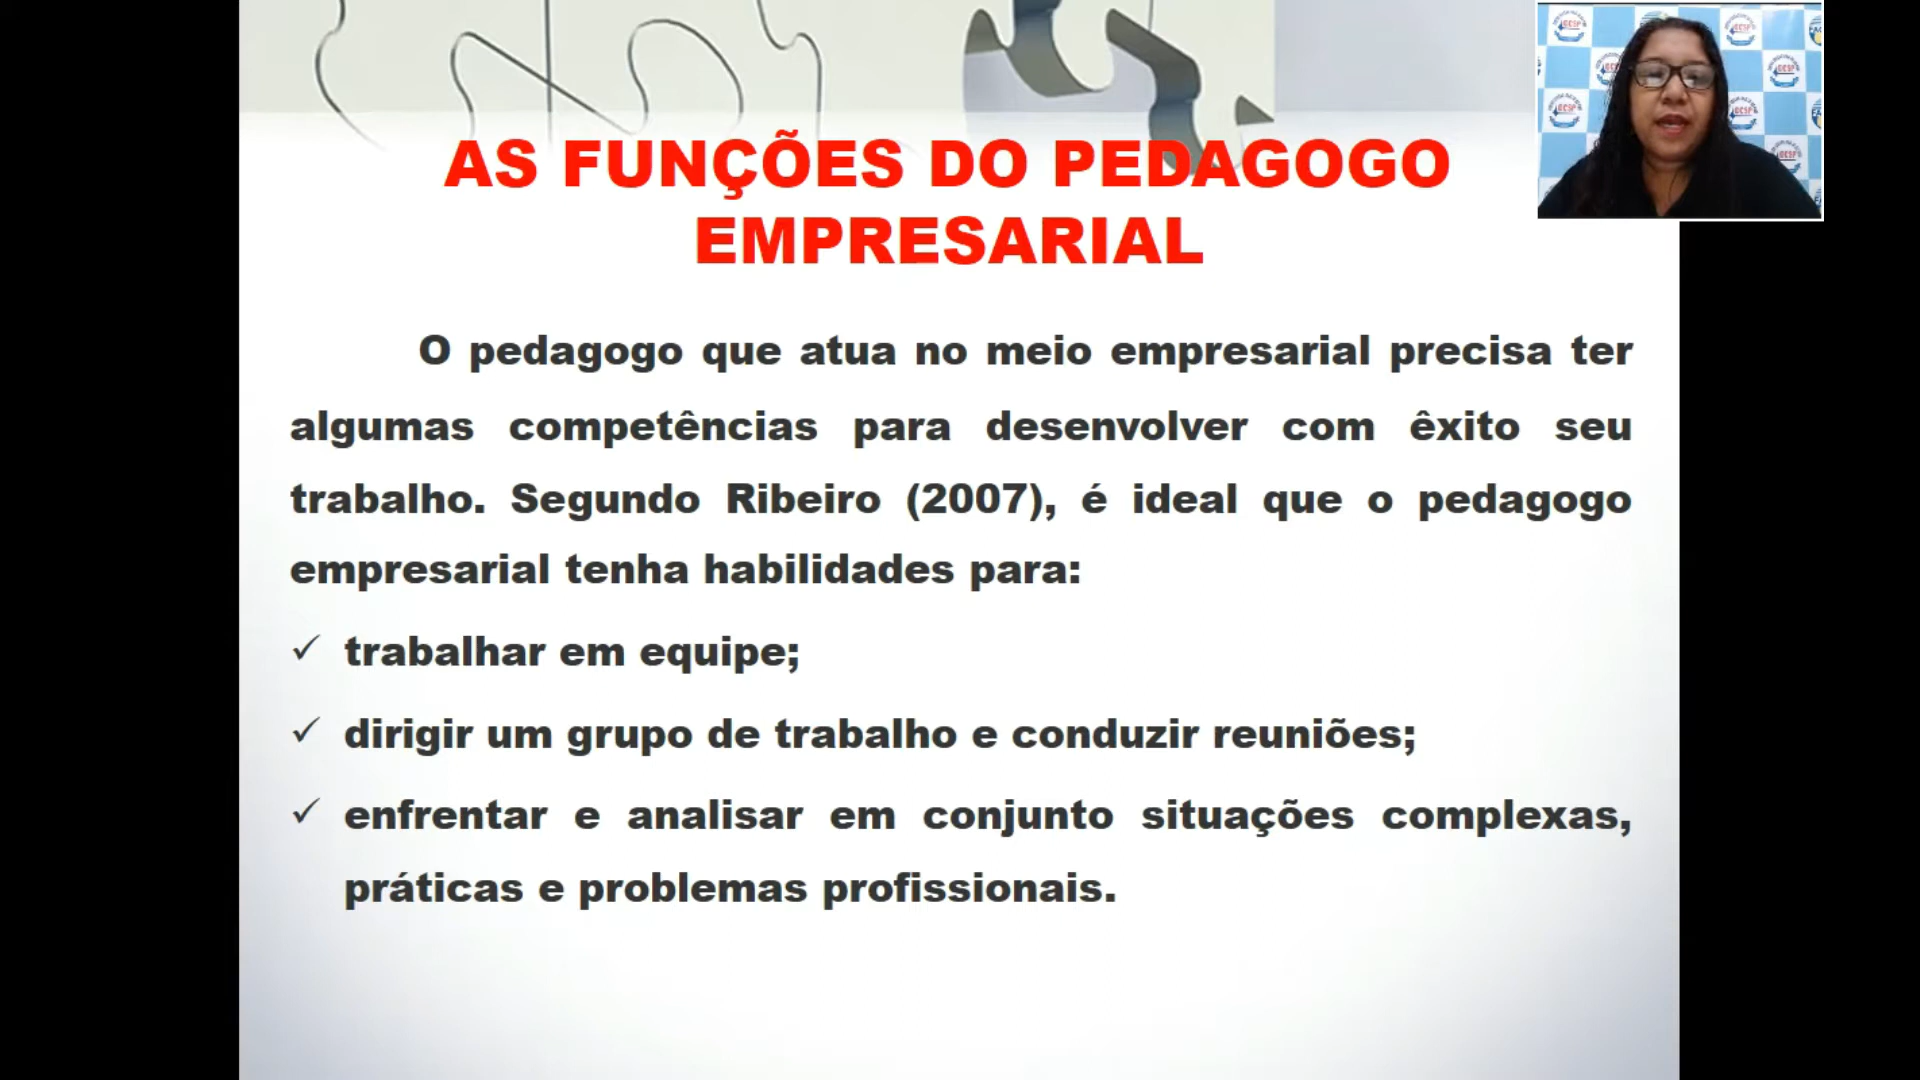 AS FUNÇÕES DO PEDAGOGO
EMPRESARIAL
O pedagogo que atua no meio empresarial precisa ter
algumas competências para desenvolver com êxito seu
trabalho. Segundo Ribeiro (2007), é ideal que o pedagogo
empresarial tenha habilidades para:
✓ trabalhar em equipe;
✓ dirigir um grupo de trabalho e conduzir reuniões;
✓ enfrentar e analisar em conjunto situações complexas,
práticas e problemas profissionais.